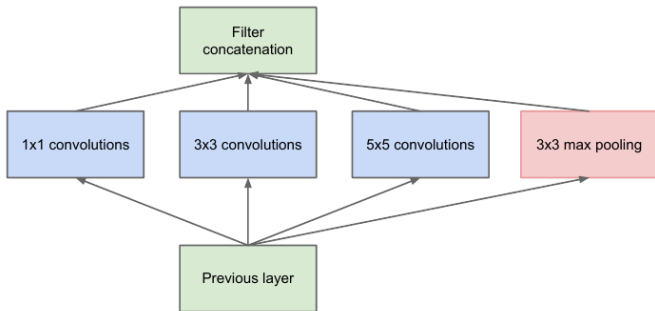 Filter
concatenation
1x1 convolutions
3x3 convolutions
5x5 convolutions
3x3 max pooling
Previous layer